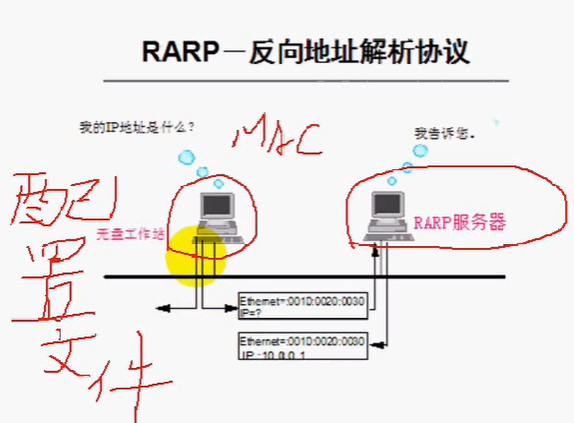 RARP－反向地址解析协议
我的IP地址是什么?
MAC
我告诉您.
配置文件
无盘工作站
RARP服务器
Ethernet=:0010:0020:0030
IP=?
Ethernet=:0010:0020:0030
IP:10.0.0.1